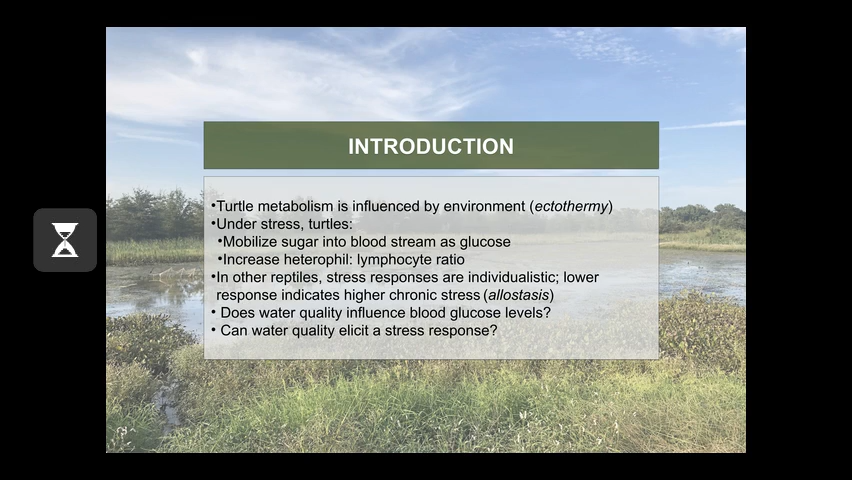 INTRODUCTION
•Turtle metabolism is influenced by environment (ectothermy)
•Under stress, turtles:
•Mobilize sugar into blood stream as glucose
•Increase heterophil: lymphocyte ratio
•In other reptiles, stress responses are individualistic; lower
response indicates higher chronic stress (allostasis)
• Does water quality influence blood glucose levels?
• Can water quality elicit a stress response?